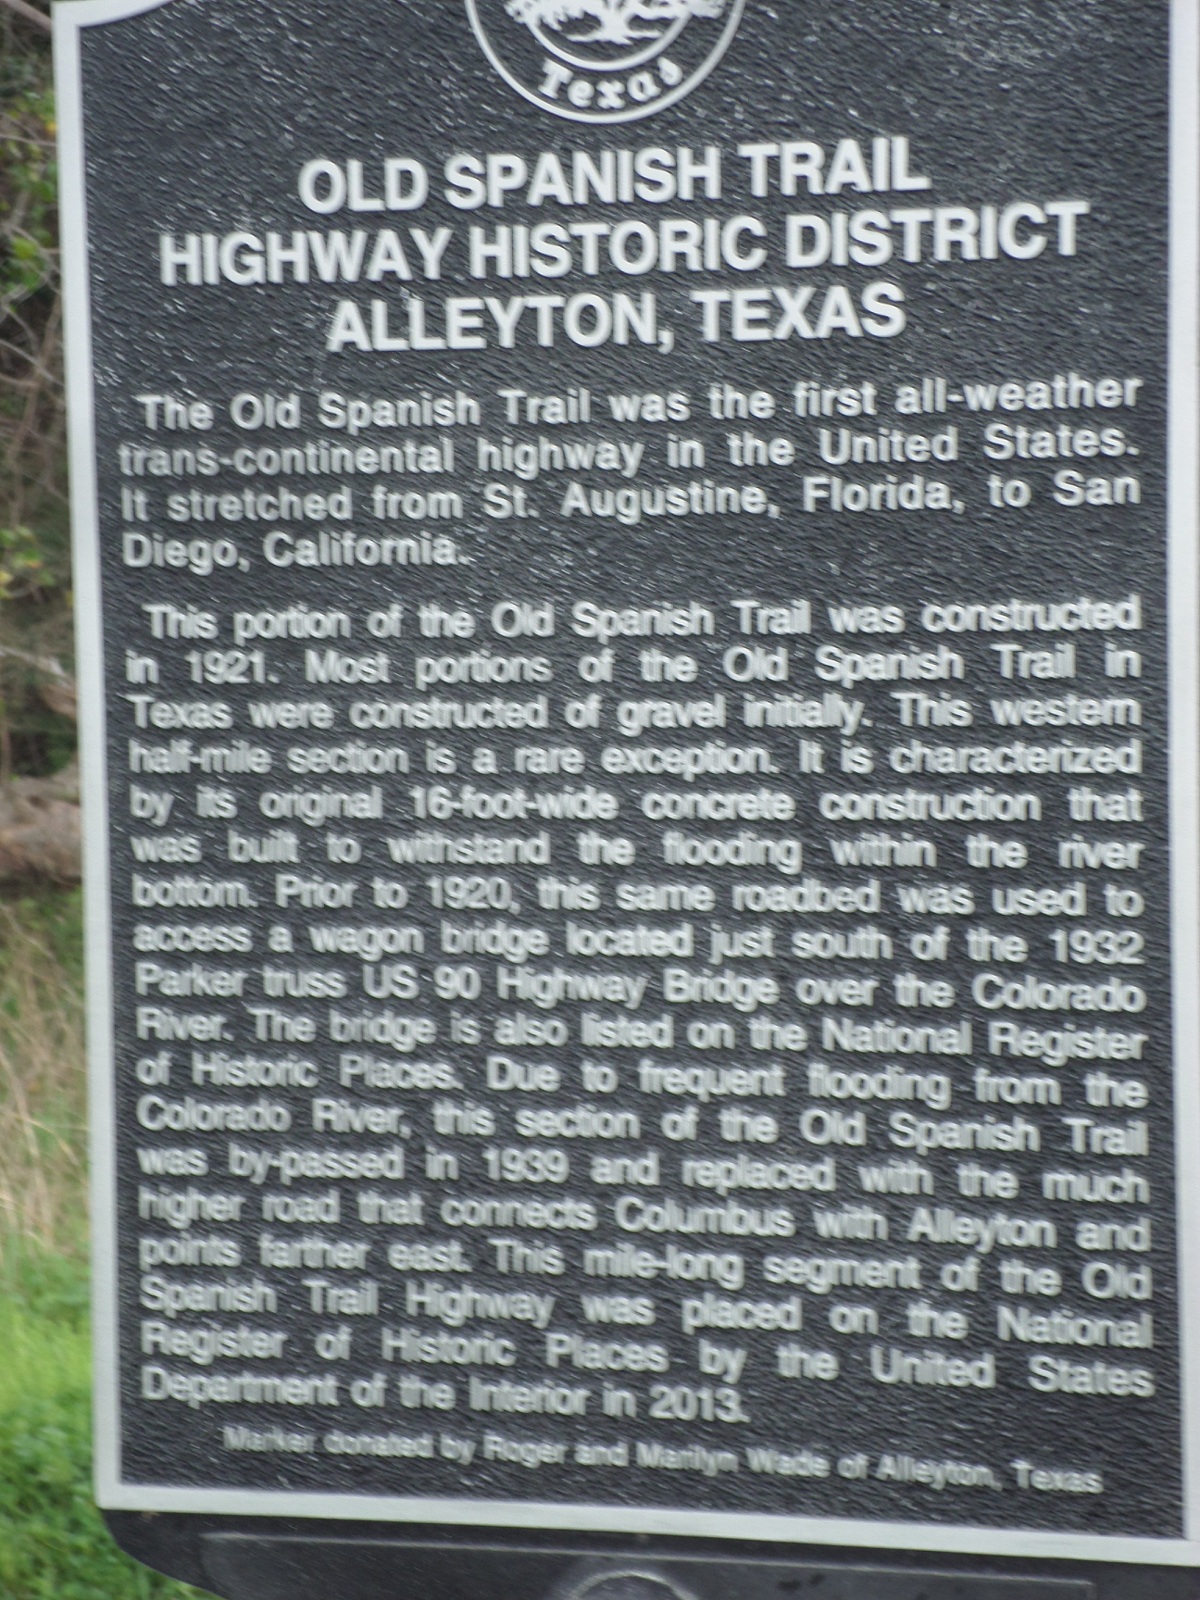 Texas
OLD SPANISH TRAIL
HIGHWAY HISTORIC DISTRICT
ALLEYTON, TEXAS
The Old Spanish Trail was the first all-weather
trans-continental highway in the United States.
It stretched from St. Augustine, Florida, to San
Diego, California.
This portion of the Old Spanish Trail was constructed
in 1921. Most portions of the Old Spanish Trail in
Texas were constructed of gravel initially. This western
half-mile section is a rare exception. It is characterized
by its original 16-foot-wide concrete construction that
was built to withstand the flooding within the river
bottom. Prior to 1920, this same roadbed was used to
access a wagon bridge located just south of the 1932
Parker truss US 90 Highway Bridge over the Colorado
River. The bridge is also listed on the National Register
of Historic Places. Due to frequent flooding from the
Colorado River, this section of the Old Spanish Trail
was by-passed in 1939 and replaced with the much
higher road that connects Columbus with Alleyton and
points farther east. This mile-long segment of the Old
Spanish Trail Highway was placed on the National
Register of Historic Places by the United States
Department of the Interior in 2013.
Marker donated by Roger and Marilyn Wade of Alleyton, Texas